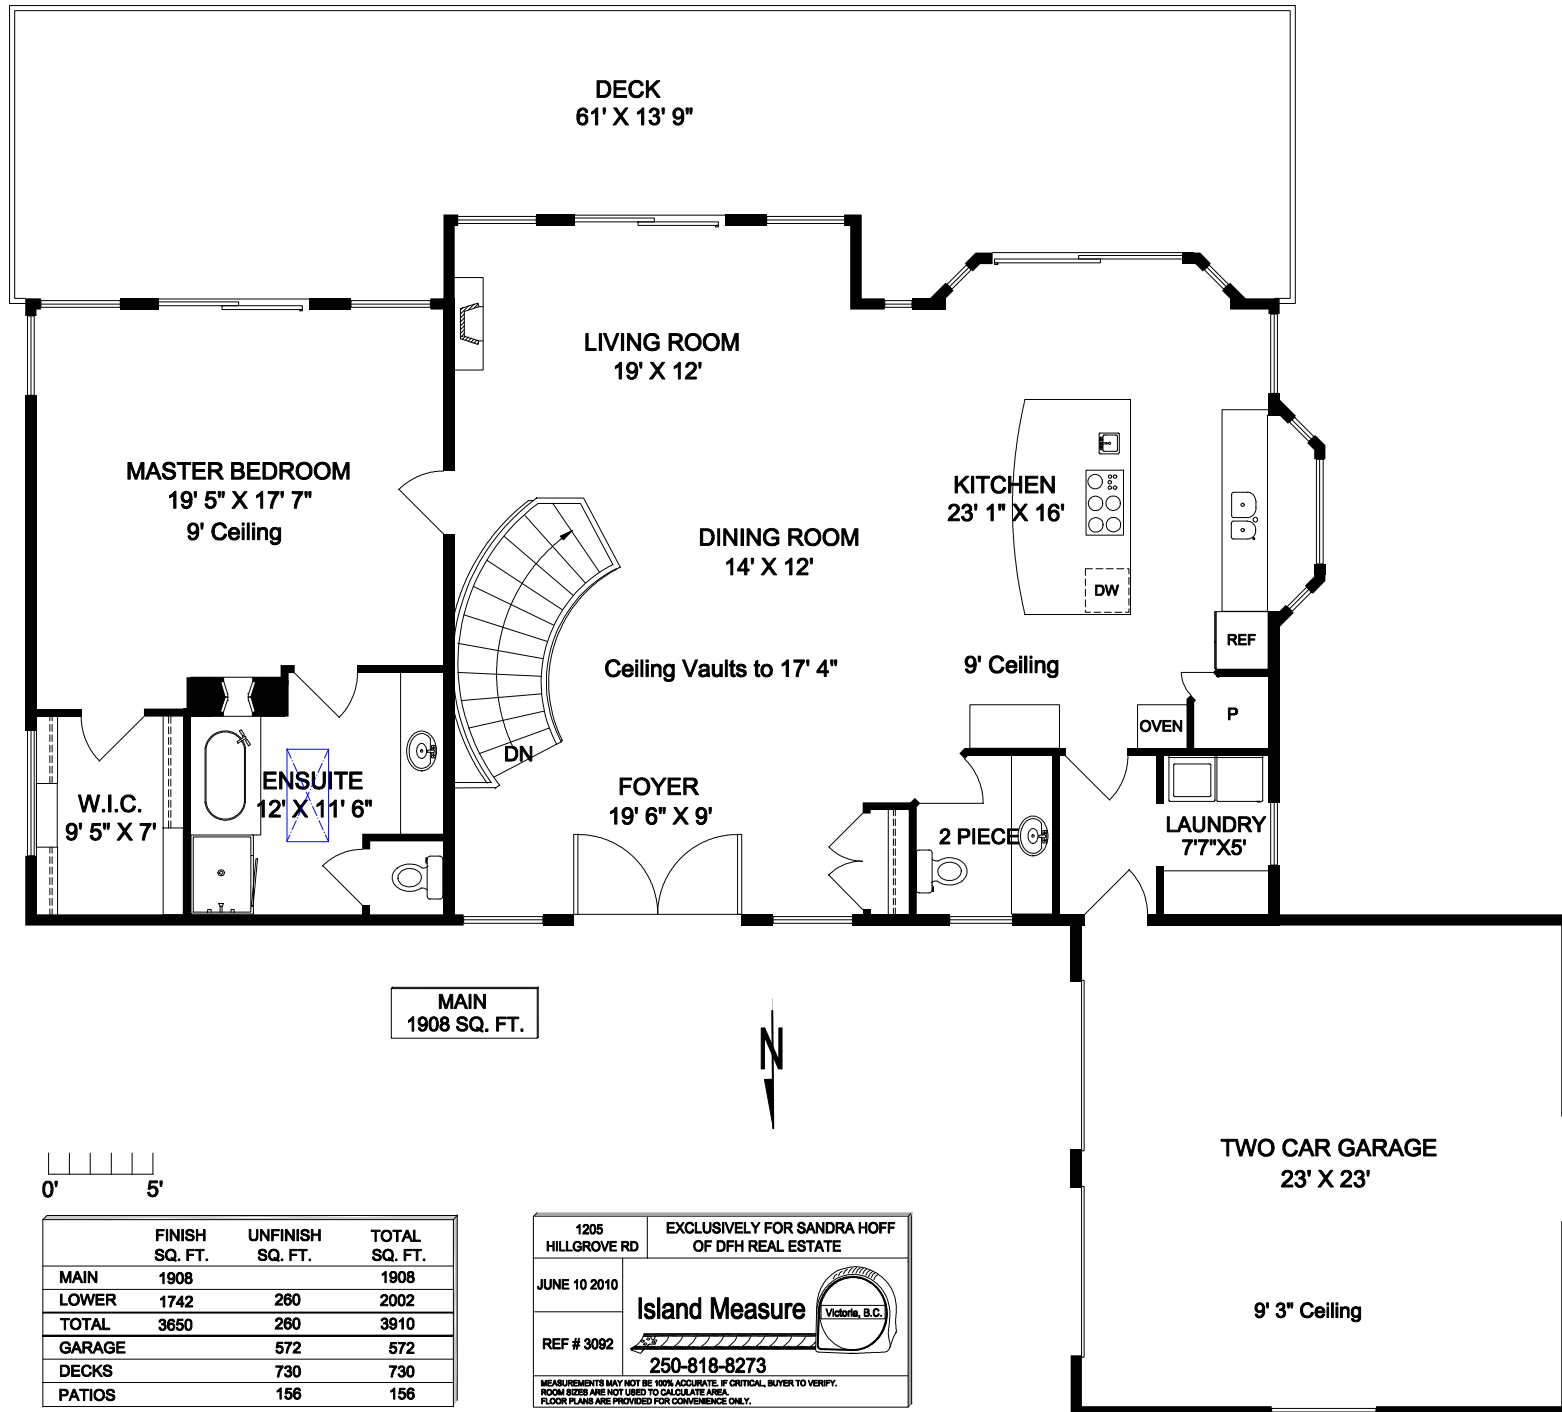 DECK
61' X 13' 9"
LIVING ROOM
19' X 12'
MASTER BEDROOM
19' 5" X 17' 7"
9' Ceiling
KITCHEN
23' 1" X 16'
DINING ROOM
14' X 12'
DW
REF
Ceiling Vaults to 17' 4"
9' Ceiling
P
OVEN
DN
ENSUITE
12' X 11' 6"
W.I.C.
9' 5" X 7'
FOYER
19' 6" X 9'
2 PIECE
LAUNDRY
7'7"X5'
MAIN
1908 SQ. FT.
N
TWO CAR GARAGE
23' X 23'
9' 3" Ceiling
0' 5'
FINISH SQ. FT. UNFINISH SQ. FT. TOTAL SQ. FT.
MAIN 1908 1908
LOWER 1742 260 2002
TOTAL 3650 260 3910
GARAGE 572 572
DECKS 730 730
PATIOS 156 156
1205
HILLGROVE RD
EXCLUSIVELY FOR SANDRA HOFF
OF DFH REAL ESTATE
JUNE 10 2010
REF # 3092
Island Measure
Victoria, B.C.
250-818-8273
MEASUREMENTS MAY NOT BE 100% ACCURATE. IF CRITICAL, BUYER TO VERIFY.
ROOM SIZES ARE NOT USED TO CALCULATE AREA.
FLOOR PLANS ARE PROVIDED FOR CONVENIENCE ONLY.